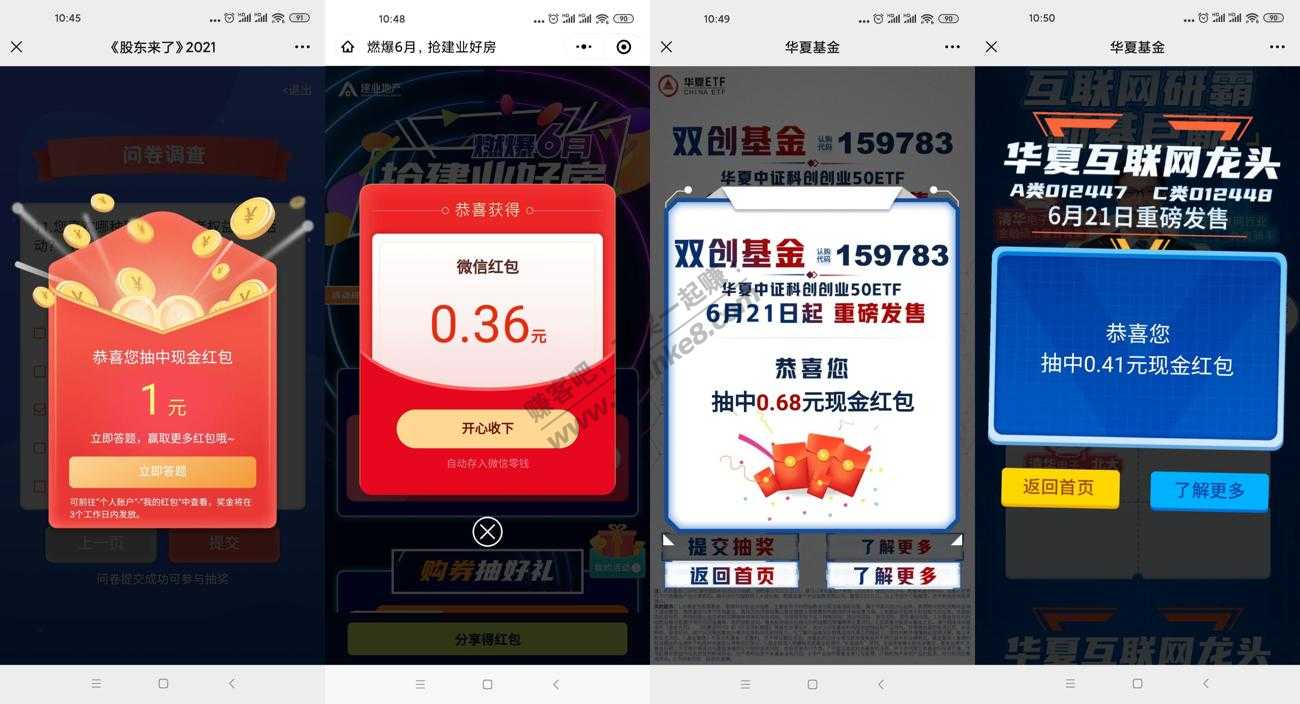 10:45
91
《股东来了》2021
<退出
问卷调查
恭喜您抽中现金红包
1元
立即答题，赢取更多红包哦~
立即答题
可前往"个人账户"-"我的红包"中查看，奖金将在
3个工作日内发放。
上一页
提交
问卷提交成功可参与抽奖
10:48
90
燃爆6月，抢建业好房
建业地产
燃爆6月
抢建业好房
恭喜获得
微信红包
0.36元
开心收下
自动存入微信零钱
购券抽好礼
我的活动
分享得红包
10:49
90
华夏基金
华夏ETF
CHINA ETF
双创基金 认购代码 159783
华夏中证科创创业50ETF
双创基金 认购代码 159783
华夏中证科创创业50ETF
6月21日起 重磅发售
恭喜您
抽中0.68元现金红包
提交抽奖
了解更多
返回首页
了解更多
赚客吧，
一起赚！
10:50
90
华夏基金
互联网研霸
华夏互联网龙头
A类012447 C类012448
6月21日重磅发售
恭喜您
抽中0.41元现金红包
返回首页
了解更多
华夏互联网龙头